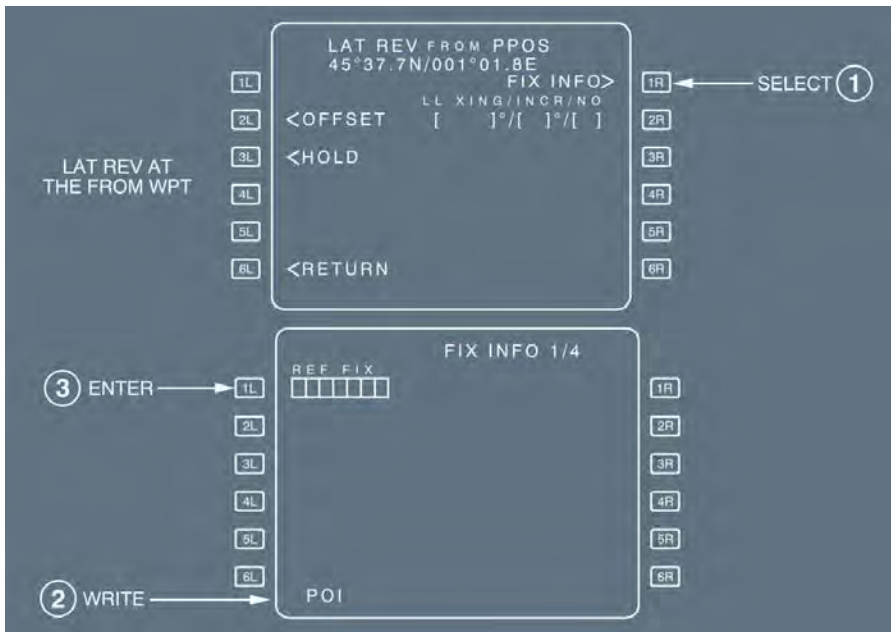 LAT REV FROM PPOS
45°37.7N/001°01.8E
1L FIX INFO> 1R SELECT 1
LL XING/INCR/NO
2L <OFFSET [ ]°/[ ]°/[ ] 2R
LAT REV AT
THE FROM WPT
3L <HOLD 3R
4L 4R
5L 5R
6L <RETURN 6R
FIX INFO 1/4
REF FIX
3 ENTER 1L 1R
2L 2R
3L 3R
4L 4R
5L 5R
6L 6R
2 WRITE POI